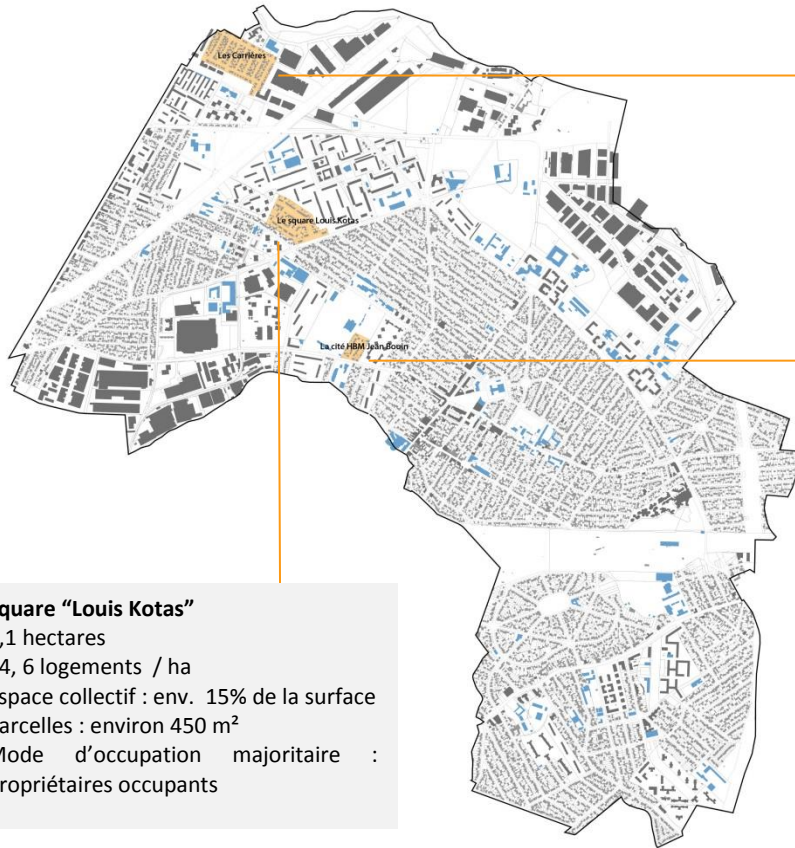 Les Carrières
Le square Louis Kotas
La cité HBM Jean Bouin
quare “Louis Kotas”
,1 hectares
4, 6 logements / ha
space collectif : env. 15% de la surface
arcelles : environ 450 m²
Mode d’occupation majoritaire :
ropriétaires occupants